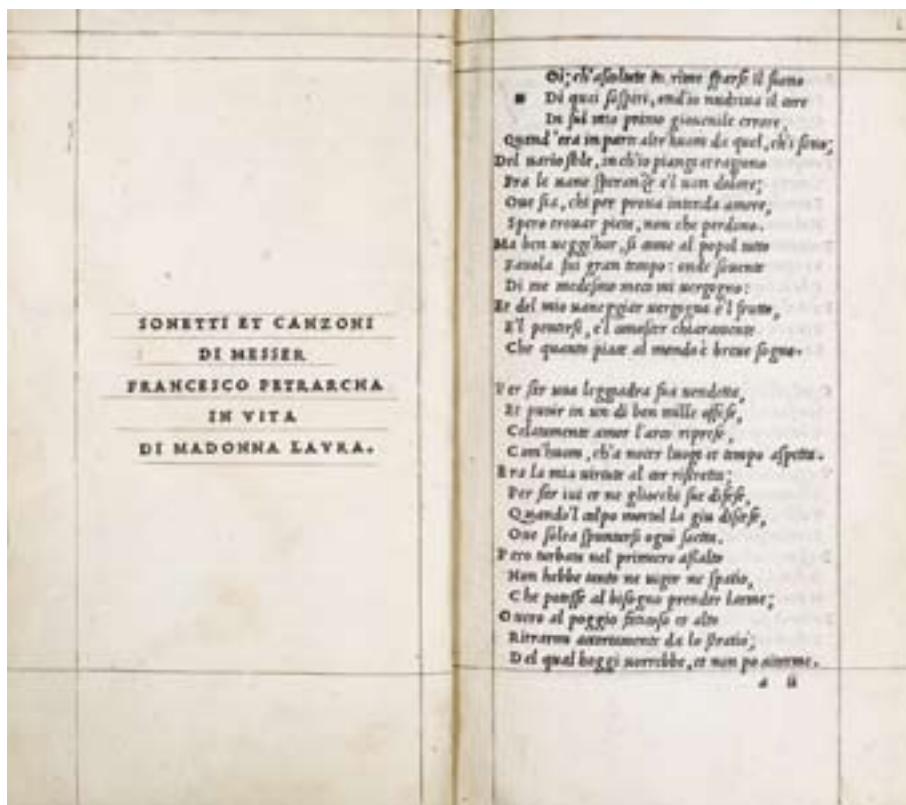 SONETTI ET CANZONI
DI MESSER
FRANCESCO PETRARCHA
IN VITA
DI MADONNA LAVRA.
Oi, ch'ascoltate in rime sparse il suono
Di quei sospiri, ond'io nudriua il core
In sul mio primo giouenile errore,
Quand'era in parte altr'huom da quel, ch'i sono;
Del uario stile, in ch'io piango et ragiono
Fra le uane speranze e'l uan dolore;
Oue sia, chi per proua intenda amore,
Spero trouar pieta, non che perdono.
Ma ben ueggi'hor, si come al popol tutto
Fauola fui gran tempo: onde souente
Di me medesmo meco mi uergogno:
Et del mio uaneggiar uergogna è'l frutto,
E'l pentirsi, e'l conoscer chiaramente
Che quanto piace al mondo è breue sogno.
Per far una leggiadra sua uendetta,
Et punir in un di ben mille offese,
Celatamente amor l'arco riprese,
Com'huom, ch'a nocer luogo et tempo aspetta.
Era la mia uirtute al cor ristretta;
Per far iui et ne gliocchi sue difese,
Quando'l colpo mortal la giu discese,
Oue solea spuntarsi ogni saetta.
Pero turbata nel primiero assalto
Non hebbe tanto ne uigor ne spatio,
Che potesse al bisogno prender larme;
Ouero al poggio faticoso et alto
Ritrarmi accortamente da lo stratio;
Del qual hoggi uorrebbe, et non po aitarme.
a ii